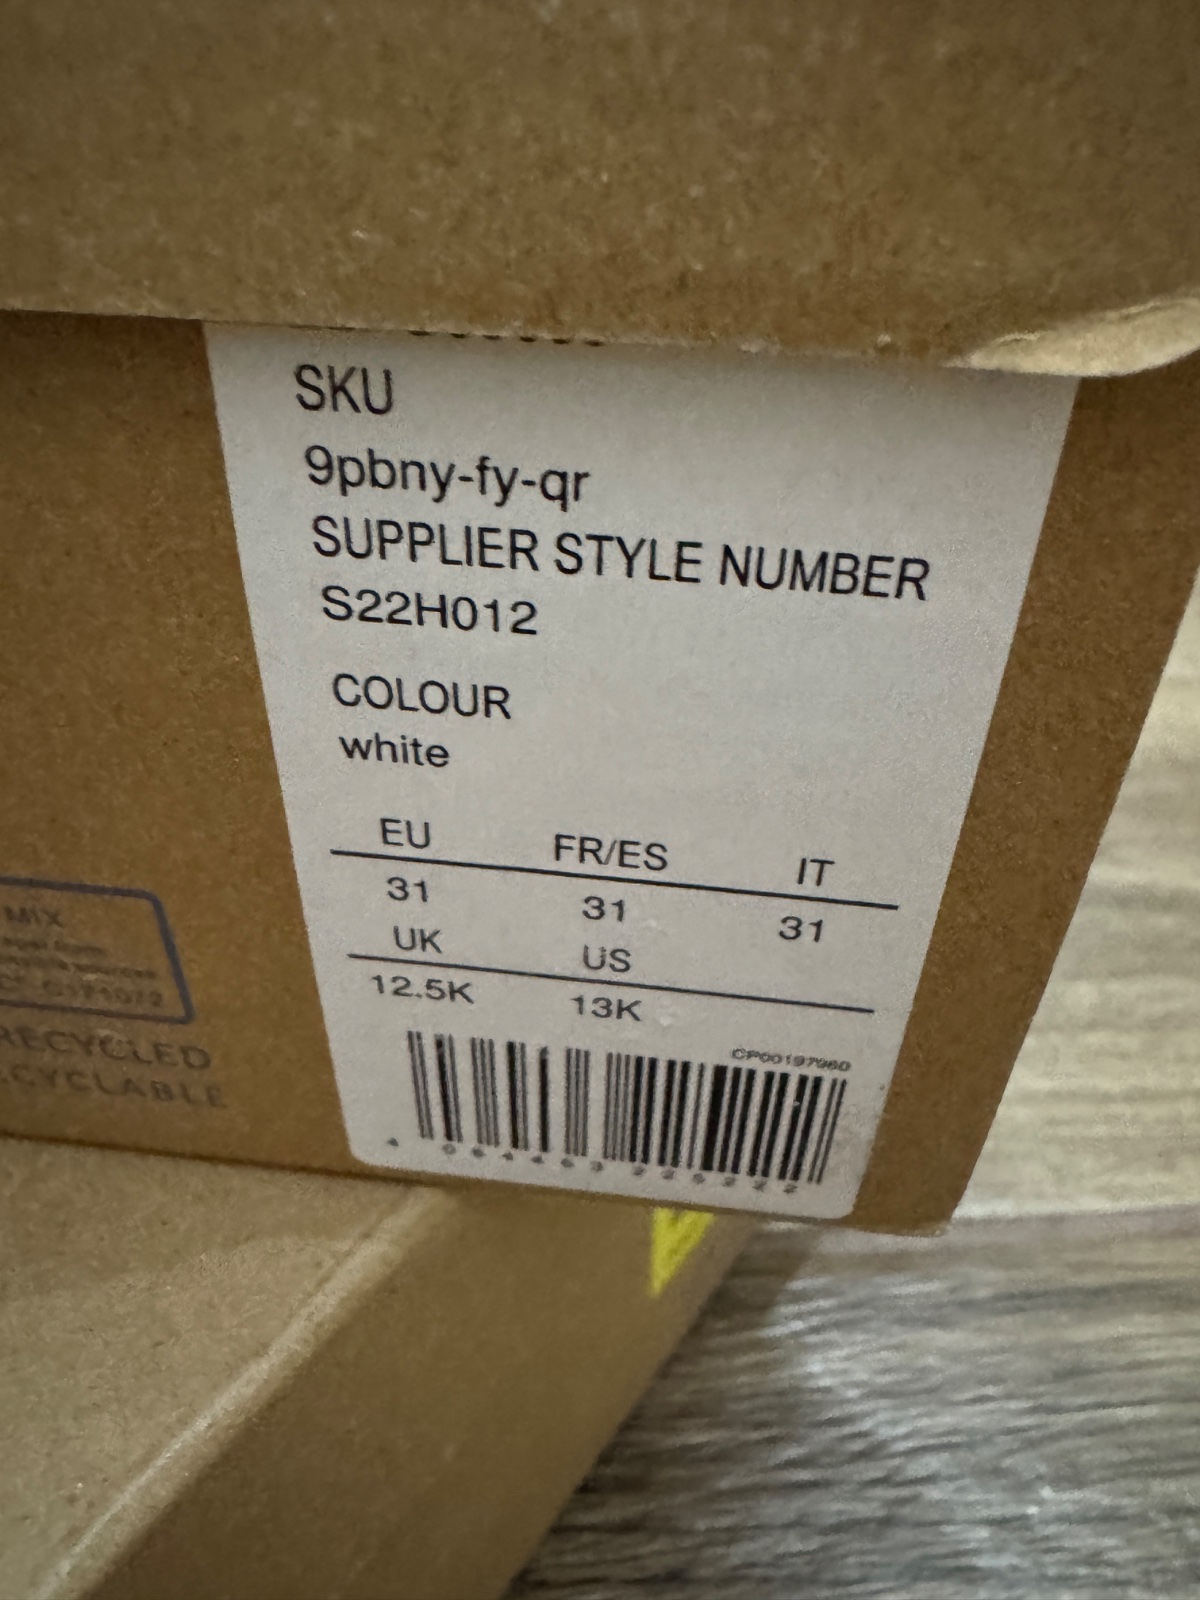 SKU
9pbny-fy-qr
SUPPLIER STYLE NUMBER
S22H012
COLOUR
white
EU FR/ES IT
31 31 31
UK US
12.5K 13K
CP00197960
MIX
RECYCLED